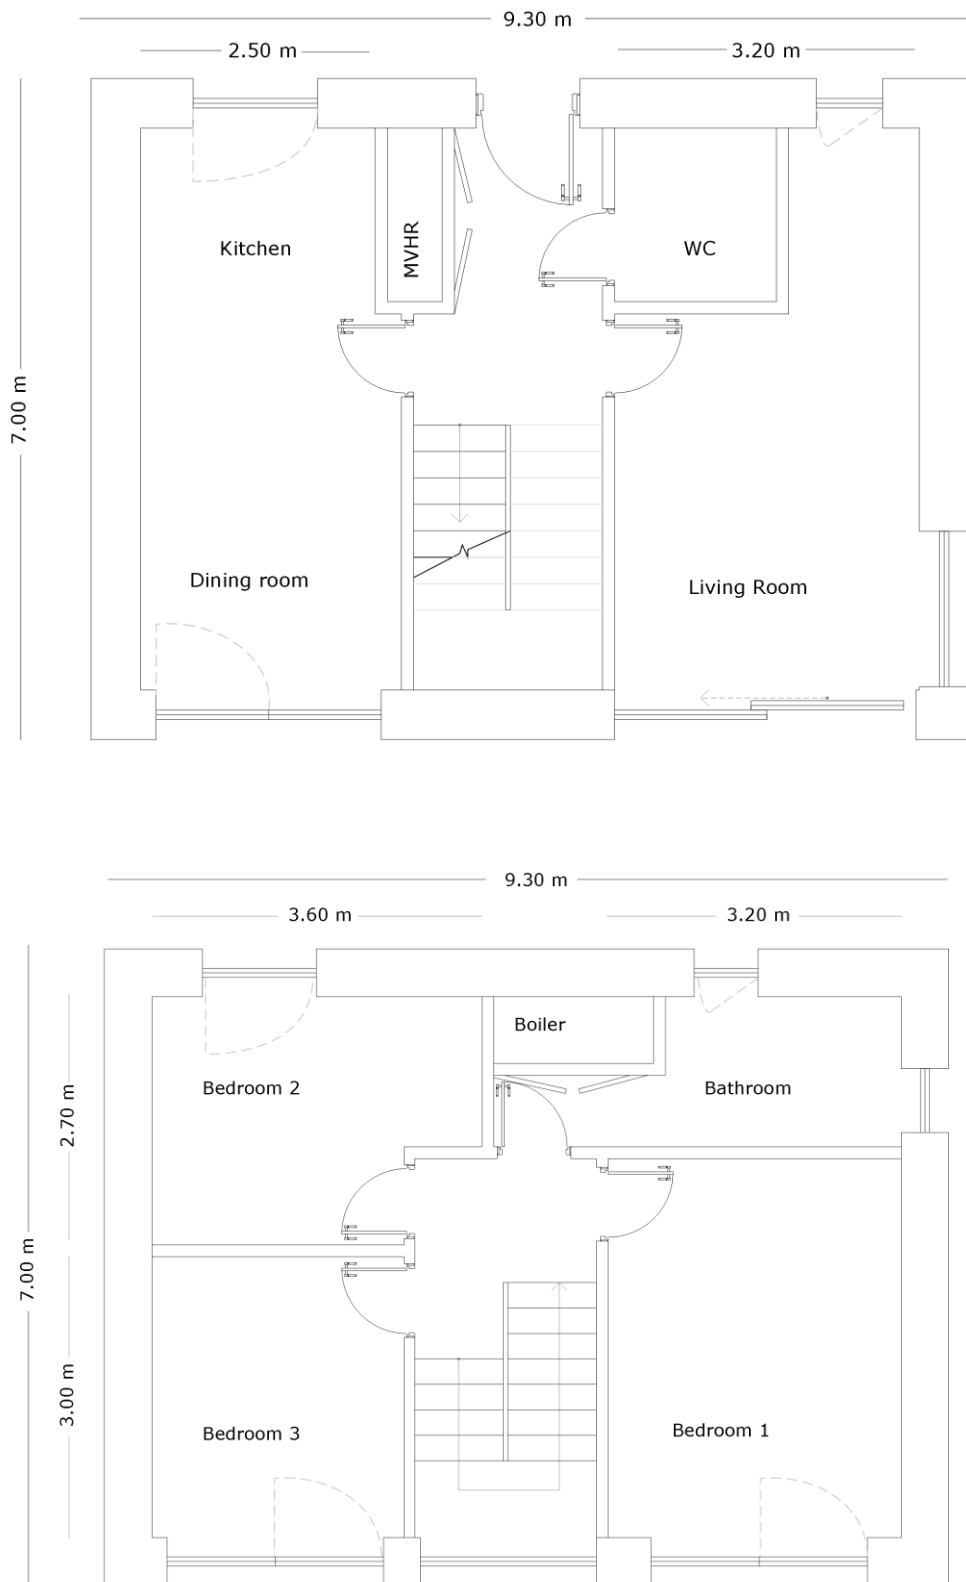 9.30 m
2.50 m
3.20 m
7.00 m
Kitchen
MVHR
WC
Dining room
Living Room
9.30 m
3.60 m
3.20 m
2.70 m
7.00 m
3.00 m
Boiler
Bedroom 2
Bathroom
Bedroom 3
Bedroom 1